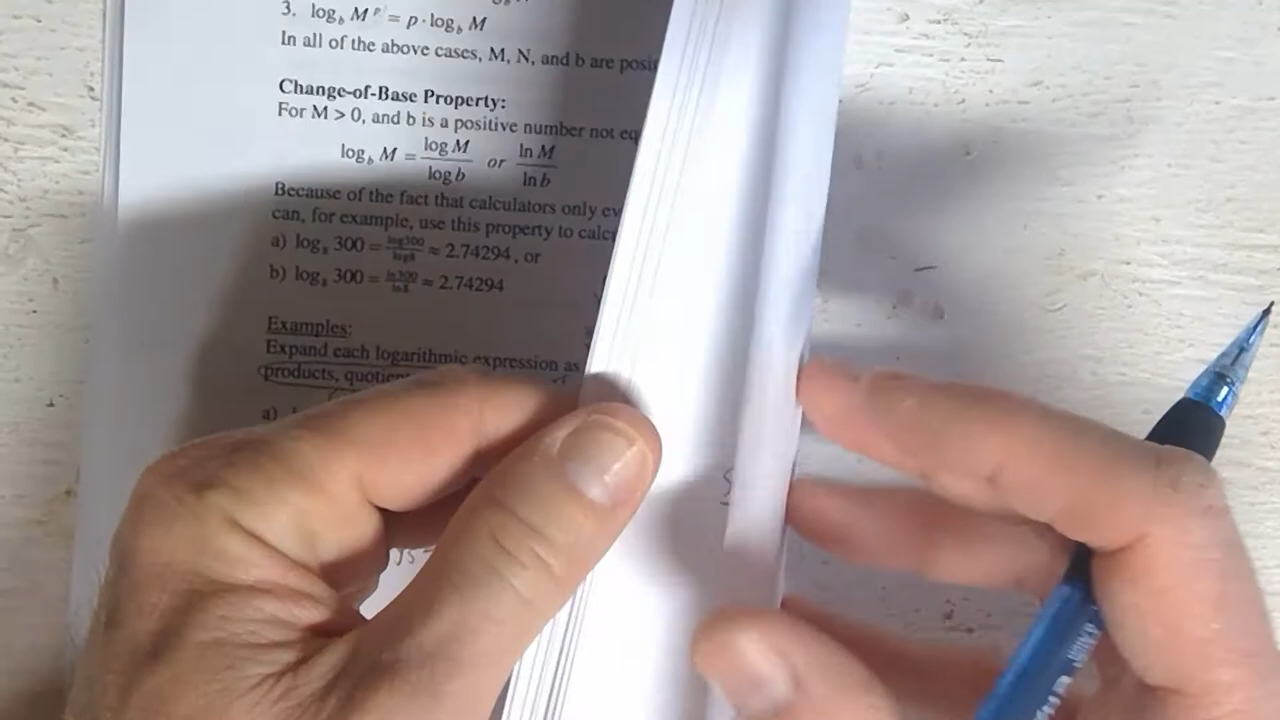 3. log_b M^p = p · log_b M
In all of the above cases, M, N, and b are posit
Change-of-Base Property:
For M > 0, and b is a positive number not eq
log_b M = log M / log b or ln M / ln b
Because of the fact that calculators only ev
can, for example, use this property to calc
a) log_8 300 = log300 / log8 ≈ 2.74294, or
b) log_8 300 = ln300 / ln8 ≈ 2.74294
Examples:
Expand each logarithmic expression as
products, quotien
a)